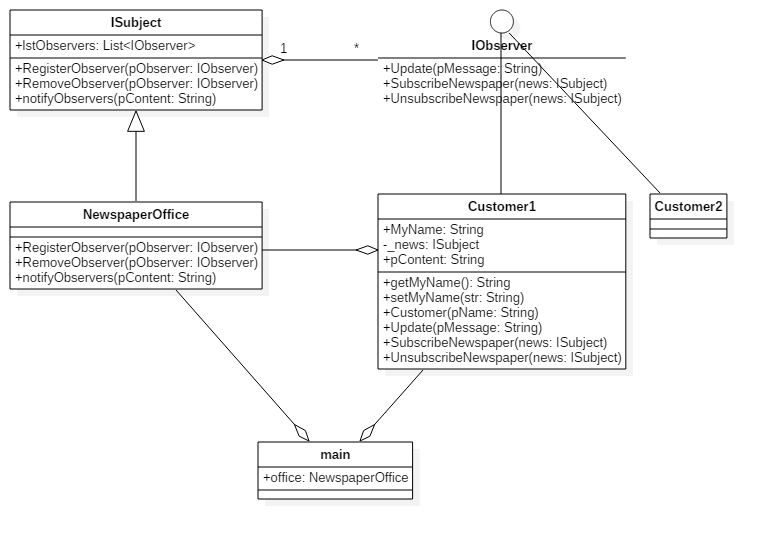 ISubject
+lstObservers: List<IObserver>
+RegisterObserver(pObserver: IObserver)
+RemoveObserver(pObserver: IObserver)
+notifyObservers(pContent: String)
1
*
IObserver
+Update(pMessage: String)
+SubscribeNewspaper(news: ISubject)
+UnsubscribeNewspaper(news: ISubject)
NewspaperOffice
+RegisterObserver(pObserver: IObserver)
+RemoveObserver(pObserver: IObserver)
+notifyObservers(pContent: String)
Customer1
+MyName: String
-_news: ISubject
+pContent: String
+getMyName(): String
+setMyName(str: String)
+Customer(pName: String)
+Update(pMessage: String)
+SubscribeNewspaper(news: ISubject)
+UnsubscribeNewspaper(news: ISubject)
Customer2
main
+office: NewspaperOffice